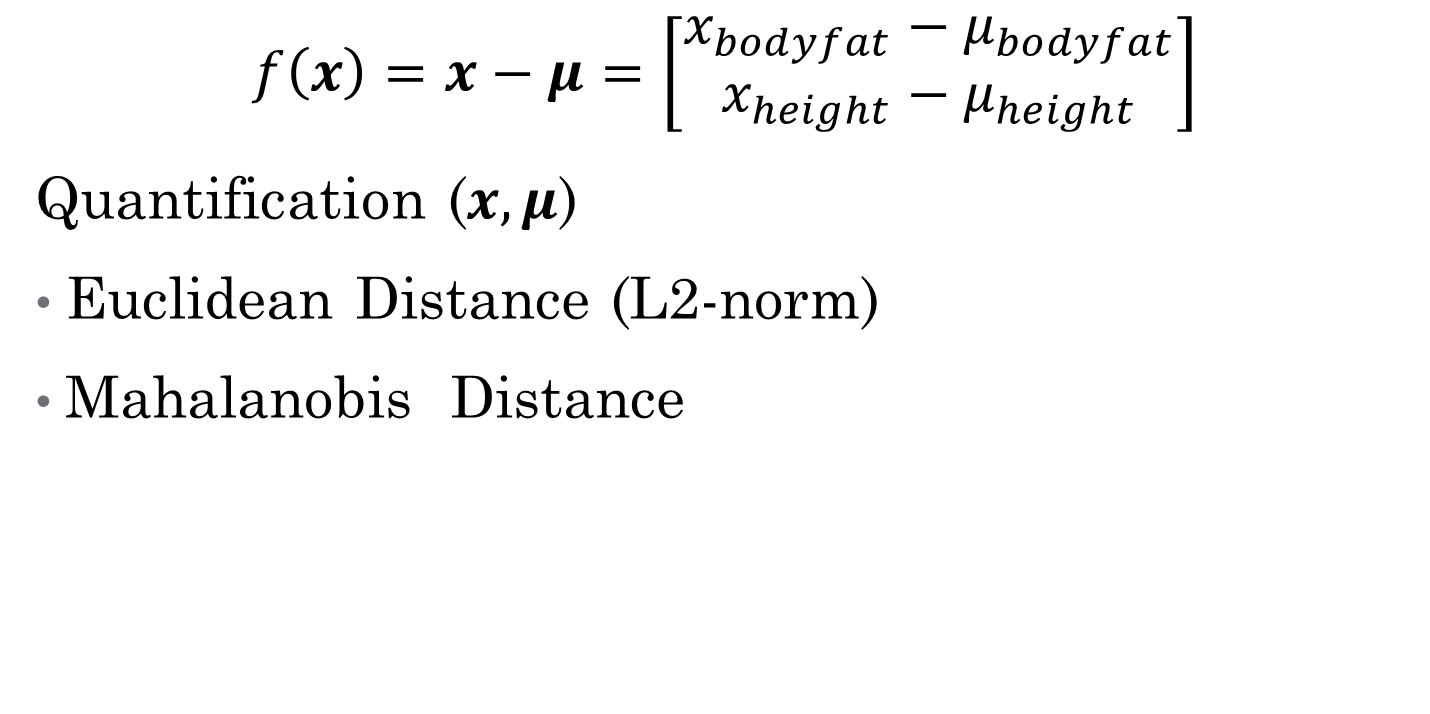 f(x) = x − μ = [x_bodyfat − μ_bodyfat
x_height − μ_height]
Quantification (x, μ)
• Euclidean Distance (L2-norm)
• Mahalanobis Distance